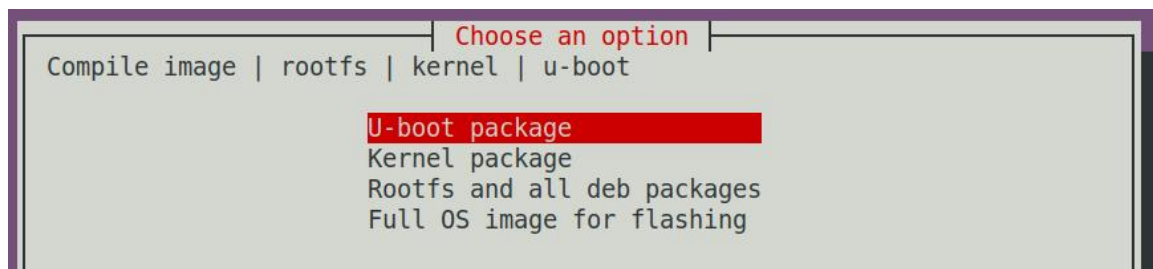 Choose an option
Compile image | rootfs | kernel | u-boot
U-boot package
Kernel package
Rootfs and all deb packages
Full OS image for flashing